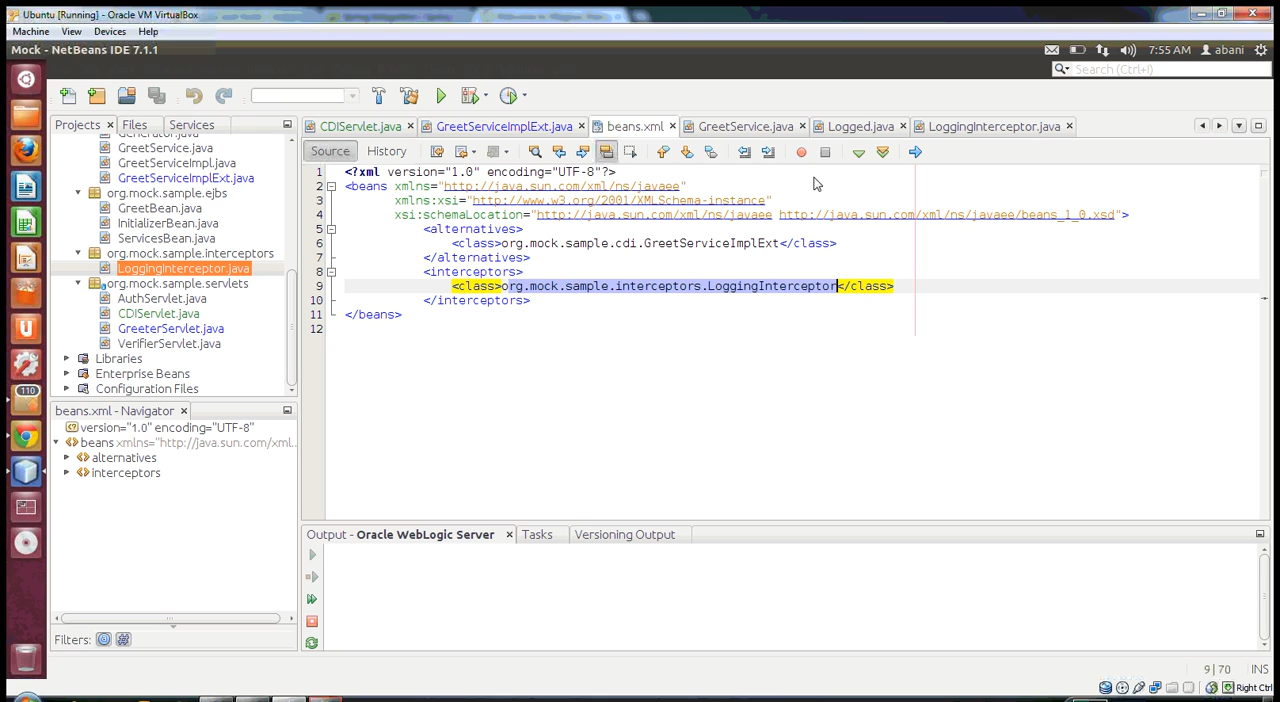 Ubuntu [Running] - Oracle VM VirtualBox
Machine View Devices Help
Mock - NetBeans IDE 7.1.1
7:55 AM abani
Search (Ctrl+I)
Projects Files Services
CDIServlet.java GreetServiceImplExt.java beans.xml GreetService.java Logged.java LoggingInterceptor.java
Source History
Generator.java
GreetService.java
GreetServiceImpl.java
GreetServiceImplExt.java
org.mock.sample.ejbs
GreetBean.java
InitializerBean.java
ServicesBean.java
org.mock.sample.interceptors
LoggingInterceptor.java
org.mock.sample.servlets
AuthServlet.java
CDIServlet.java
GreeterServlet.java
VerifierServlet.java
Libraries
Enterprise Beans
Configuration Files
110
1 <?xml version="1.0" encoding="UTF-8"?>
2 <beans xmlns="http://java.sun.com/xml/ns/javaee"
3 xmlns:xsi="http://www.w3.org/2001/XMLSchema-instance"
4 xsi:schemaLocation="http://java.sun.com/xml/ns/javaee http://java.sun.com/xml/ns/javaee/beans_1_0.xsd">
5 <alternatives>
6 <class>org.mock.sample.cdi.GreetServiceImplExt</class>
7 </alternatives>
8 <interceptors>
9 <class>org.mock.sample.interceptors.LoggingInterceptor</class>
10 </interceptors>
11 </beans>
12
beans.xml - Navigator
version="1.0" encoding="UTF-8"
beans xmlns="http://java.sun.com/xml...
alternatives
interceptors
Filters:
Output - Oracle WebLogic Server Tasks Versioning Output
9|70 INS
Right Ctrl